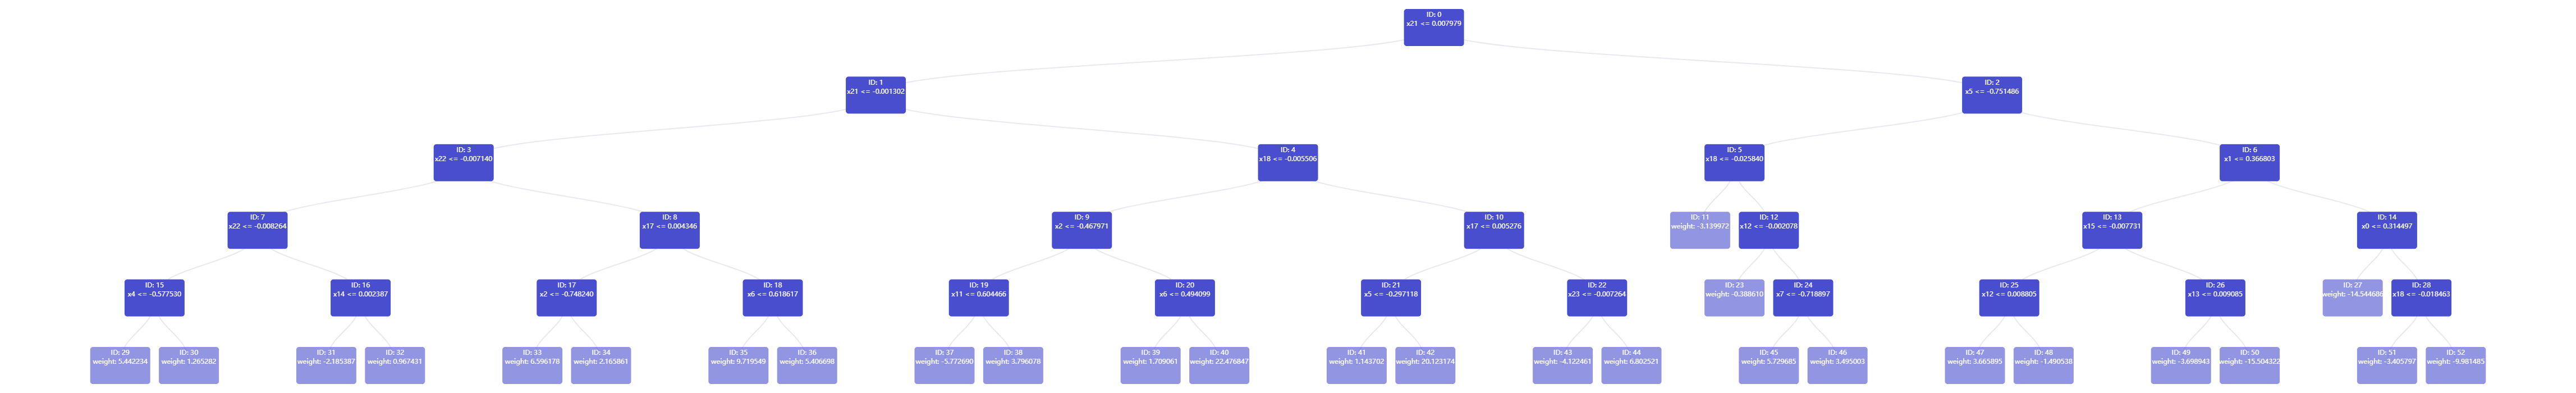 ID: 0
x21 <= 0.007979
ID: 1
x21 <= -0.001302
ID: 2
x5 <= -0.751486
ID: 3
x22 <= -0.007140
ID: 4
x18 <= -0.005506
ID: 5
x18 <= -0.025840
ID: 6
x1 <= 0.366803
ID: 7
x22 <= -0.008264
ID: 8
x17 <= 0.004346
ID: 9
x2 <= -0.467971
ID: 10
x17 <= 0.005276
ID: 11
weight: -3.139972
ID: 12
x12 <= -0.002078
ID: 13
x15 <= -0.007731
ID: 14
x0 <= 0.314497
ID: 15
x4 <= -0.577530
ID: 16
x14 <= 0.002387
ID: 17
x2 <= -0.748240
ID: 18
x6 <= 0.618617
ID: 19
x11 <= 0.604466
ID: 20
x6 <= 0.494099
ID: 21
x5 <= -0.297118
ID: 22
x23 <= -0.007264
ID: 23
weight: -0.388610
ID: 24
x7 <= -0.718897
ID: 25
x12 <= 0.008805
ID: 26
x13 <= 0.009085
ID: 27
weight: -14.544686
ID: 28
x18 <= -0.018463
ID: 29
weight: 5.442234
ID: 30
weight: 1.265282
ID: 31
weight: -2.185387
ID: 32
weight: 0.967431
ID: 33
weight: 6.596178
ID: 34
weight: 2.165861
ID: 35
weight: 9.719549
ID: 36
weight: 5.406698
ID: 37
weight: -5.772690
ID: 38
weight: 3.796078
ID: 39
weight: 1.709061
ID: 40
weight: 22.476847
ID: 41
weight: 1.143702
ID: 42
weight: 20.123174
ID: 43
weight: -4.122461
ID: 44
weight: 6.802521
ID: 45
weight: 5.729685
ID: 46
weight: 3.495003
ID: 47
weight: 3.665895
ID: 48
weight: -1.490538
ID: 49
weight: -3.698943
ID: 50
weight: -15.504322
ID: 51
weight: -3.405797
ID: 52
weight: -9.981485